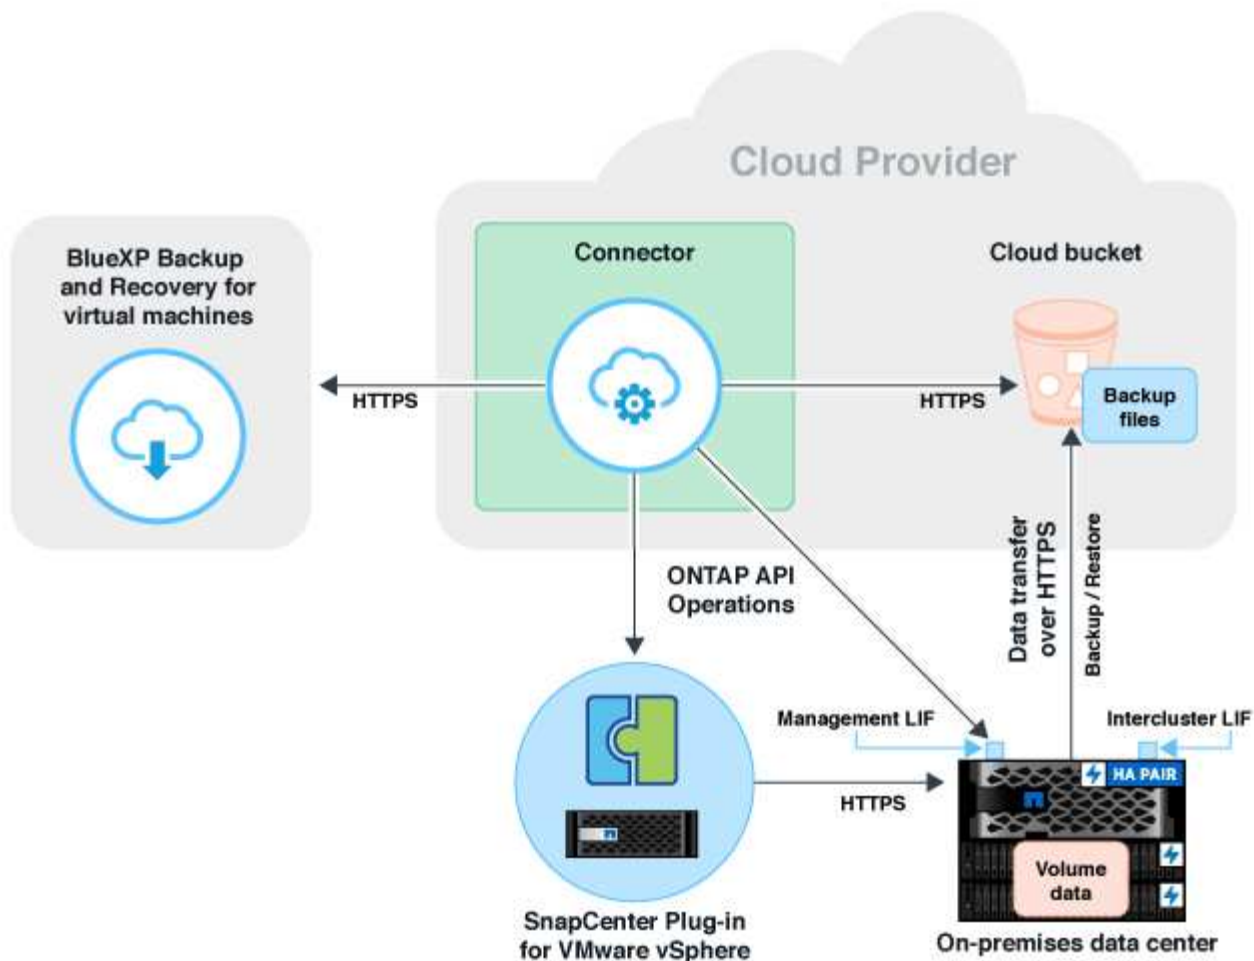 Cloud Provider
BlueXP Backup
and Recovery for
virtual machines
Connector
Cloud bucket
HTTPS
HTTPS
Backup
files
ONTAP API
Operations
Data transfer
over HTTPS
Backup / Restore
Management LIF
Intercluster LIF
HA PAIR
HTTPS
Volume
data
SnapCenter Plug-in
for VMware vSphere
On-premises data center